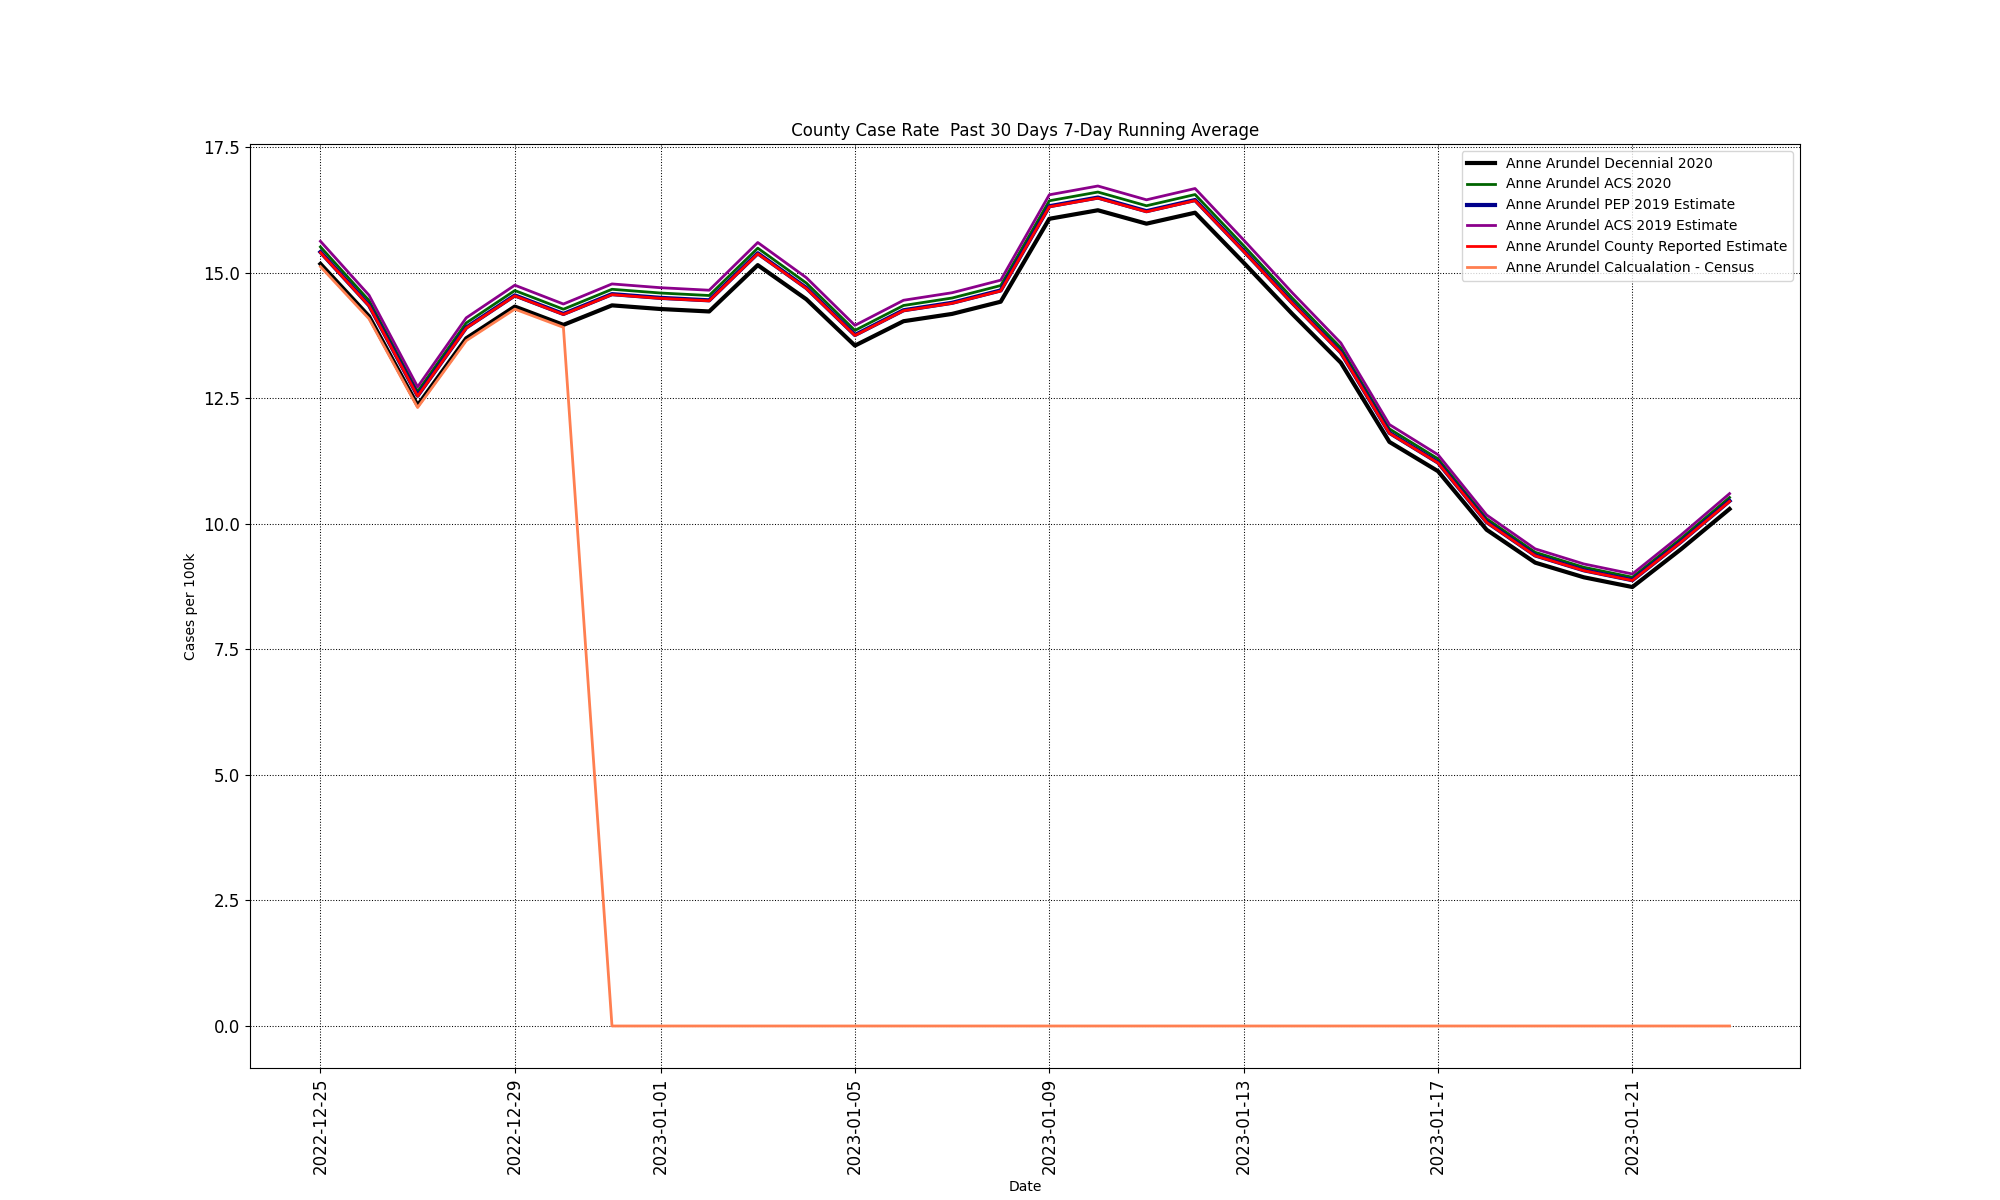 County Case Rate  Past 30 Days 7-Day Running Average
Anne Arundel Decennial 2020
Anne Arundel ACS 2020
Anne Arundel PEP 2019 Estimate
Anne Arundel ACS 2019 Estimate
Anne Arundel County Reported Estimate
Anne Arundel Calcualation - Census
Cases per 100k
17.5
15.0
12.5
10.0
7.5
5.0
2.5
0.0
2022-12-25
2022-12-29
2023-01-01
2023-01-05
2023-01-09
2023-01-13
2023-01-17
2023-01-21
Date